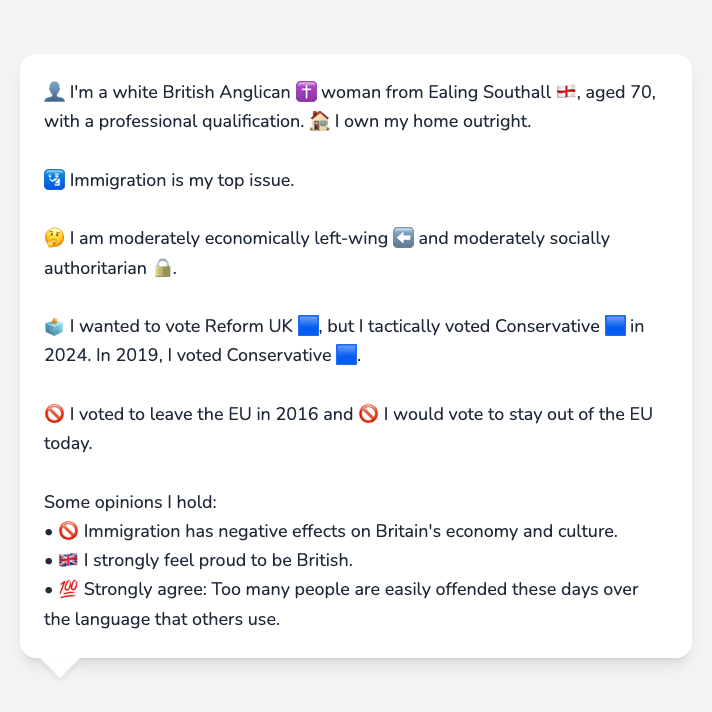 👤 I'm a white British Anglican ✝️ woman from Ealing Southall 🏴󠁧󠁢󠁥󠁮󠁧󠁿, aged 70,
with a professional qualification. 🏠 I own my home outright.
🛂 Immigration is my top issue.
🤔 I am moderately economically left-wing ⬅️ and moderately socially
authoritarian 🔒.
🗳️ I wanted to vote Reform UK 🟦, but I tactically voted Conservative 🟦 in
2024. In 2019, I voted Conservative 🟦.
🚫 I voted to leave the EU in 2016 and 🚫 I would vote to stay out of the EU
today.
Some opinions I hold:
• 🚫 Immigration has negative effects on Britain's economy and culture.
• 🇬🇧 I strongly feel proud to be British.
• 💯 Strongly agree: Too many people are easily offended these days over
the language that others use.